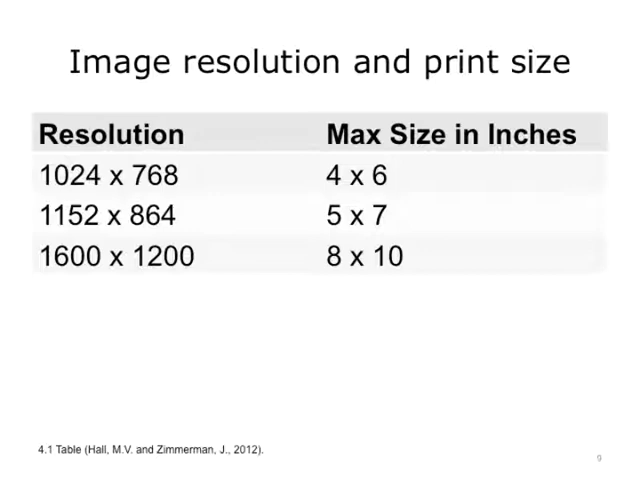 Image resolution and print size
Resolution Max Size in Inches
1024 x 768 4 x 6
1152 x 864 5 x 7
1600 x 1200 8 x 10
4.1 Table (Hall, M.V. and Zimmerman, J., 2012).
9